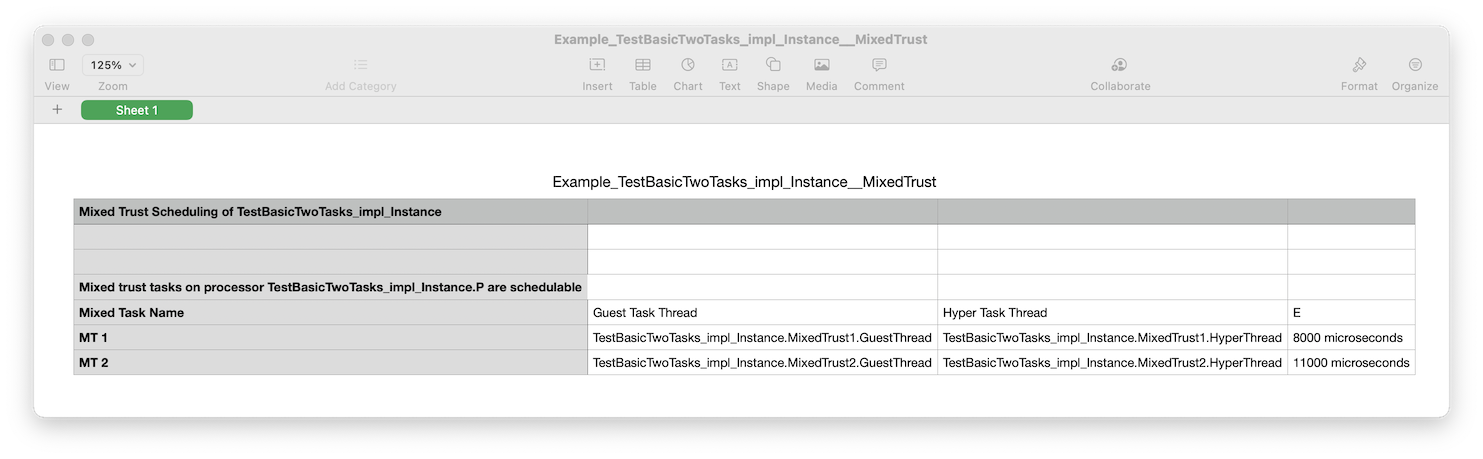 Example_TestBasicTwoTasks_impl_Instance__MixedTrust
125%
View Zoom Add Category Insert Table Chart Text Shape Media Comment Collaborate Format Organize
+ Sheet 1
Example_TestBasicTwoTasks_impl_Instance__MixedTrust
Mixed Trust Scheduling of TestBasicTwoTasks_impl_Instance
Mixed trust tasks on processor TestBasicTwoTasks_impl_Instance.P are schedulable
Mixed Task Name Guest Task Thread Hyper Task Thread E
MT 1 TestBasicTwoTasks_impl_Instance.MixedTrust1.GuestThread TestBasicTwoTasks_impl_Instance.MixedTrust1.HyperThread 8000 microseconds
MT 2 TestBasicTwoTasks_impl_Instance.MixedTrust2.GuestThread TestBasicTwoTasks_impl_Instance.MixedTrust2.HyperThread 11000 microseconds